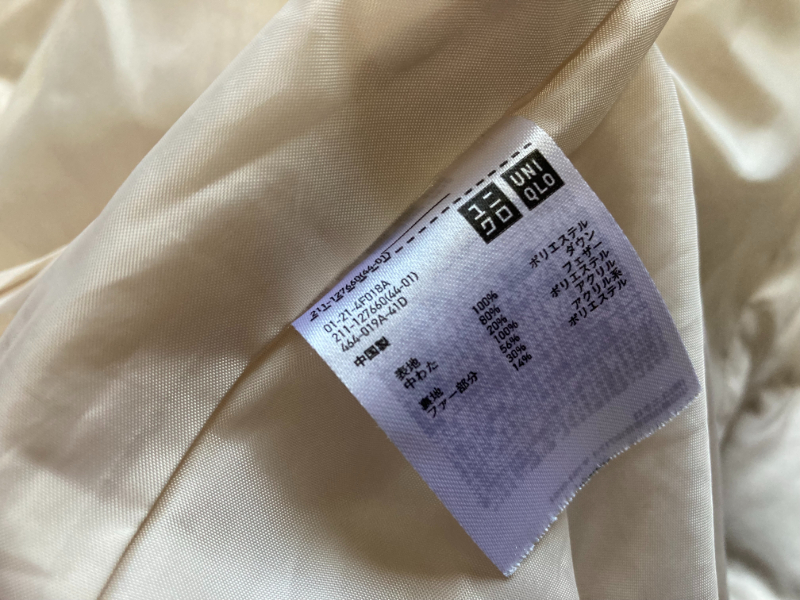 ユニ
クロ
UNI
QLO
211-127660(44-01)
01-21-4F018A
211-127660(44-01)
464-019A-41D
中国製
表地 100% ポリエステル
中わた 80% ダウン
20% フェザー
裏地 100% ポリエステル
ファー部分 56% アクリル
30% アクリル系
14% ポリエステル